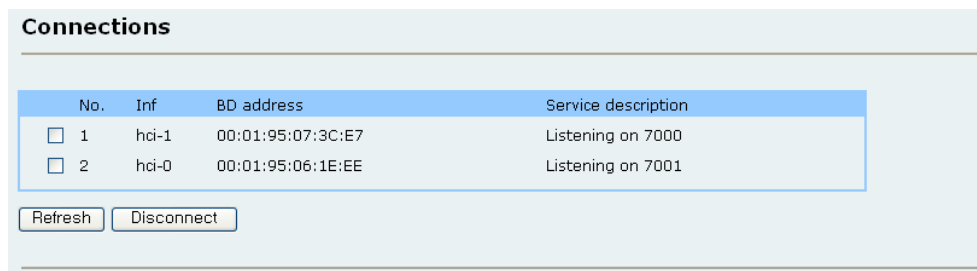 Connections
No. Inf BD address Service description
1 hci-1 00:01:95:07:3C:E7 Listening on 7000
2 hci-0 00:01:95:06:1E:EE Listening on 7001
Refresh Disconnect